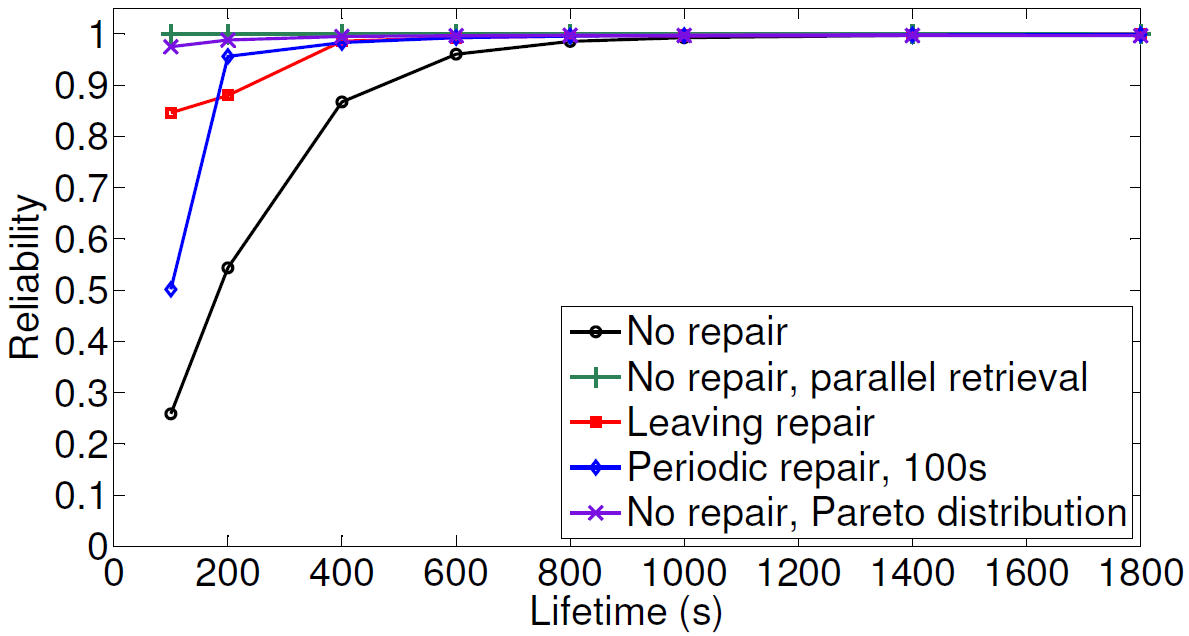 1
0.9
0.8
0.7
0.6
0.5
0.4
0.3
0.2
0.1
0
Reliability
No repair
No repair, parallel retrieval
Leaving repair
Periodic repair, 100s
No repair, Pareto distribution
0 200 400 600 800 1000 1200 1400 1600 1800
Lifetime (s)